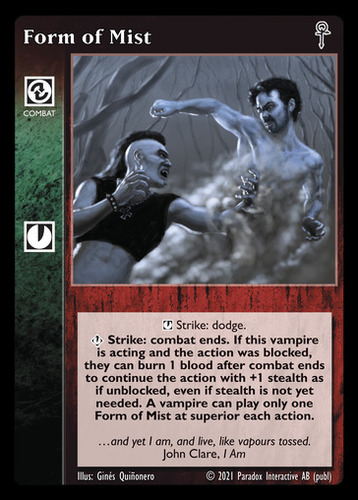 Form of Mist
COMBAT
Strike: dodge.
Strike: combat ends. If this vampire
is acting and the action was blocked,
they can burn 1 blood after combat ends
to continue the action with +1 stealth as
if unblocked, even if stealth is not yet
needed. A vampire can play only one
Form of Mist at superior each action.
…and yet I am, and live, like vapours tossed.
John Clare, I Am
Illus: Ginés Quiñonero
© 2021 Paradox Interactive AB (publ)